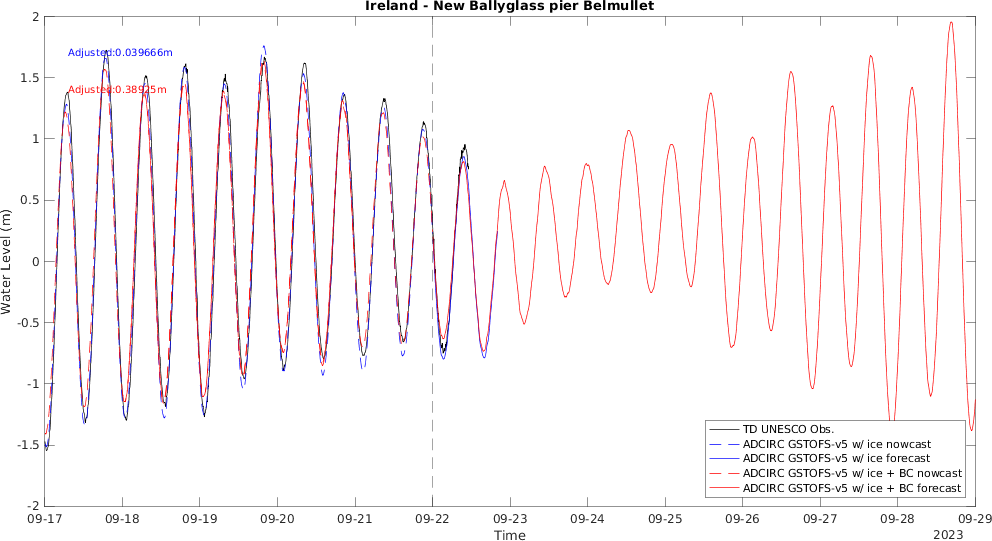 Ireland - New Ballyglass pier Belmullet
2
1.5
1
0.5
0
-0.5
-1
-1.5
-2
Water Level (m)
Adjusted:0.039666m
Adjusted:0.38925m
TD UNESCO Obs.
ADCIRC GSTOFS-v5 w/ ice nowcast
ADCIRC GSTOFS-v5 w/ ice forecast
ADCIRC GSTOFS-v5 w/ ice + BC nowcast
ADCIRC GSTOFS-v5 w/ ice + BC forecast
09-17 09-18 09-19 09-20 09-21 09-22 09-23 09-24 09-25 09-26 09-27 09-28 09-29
Time
2023